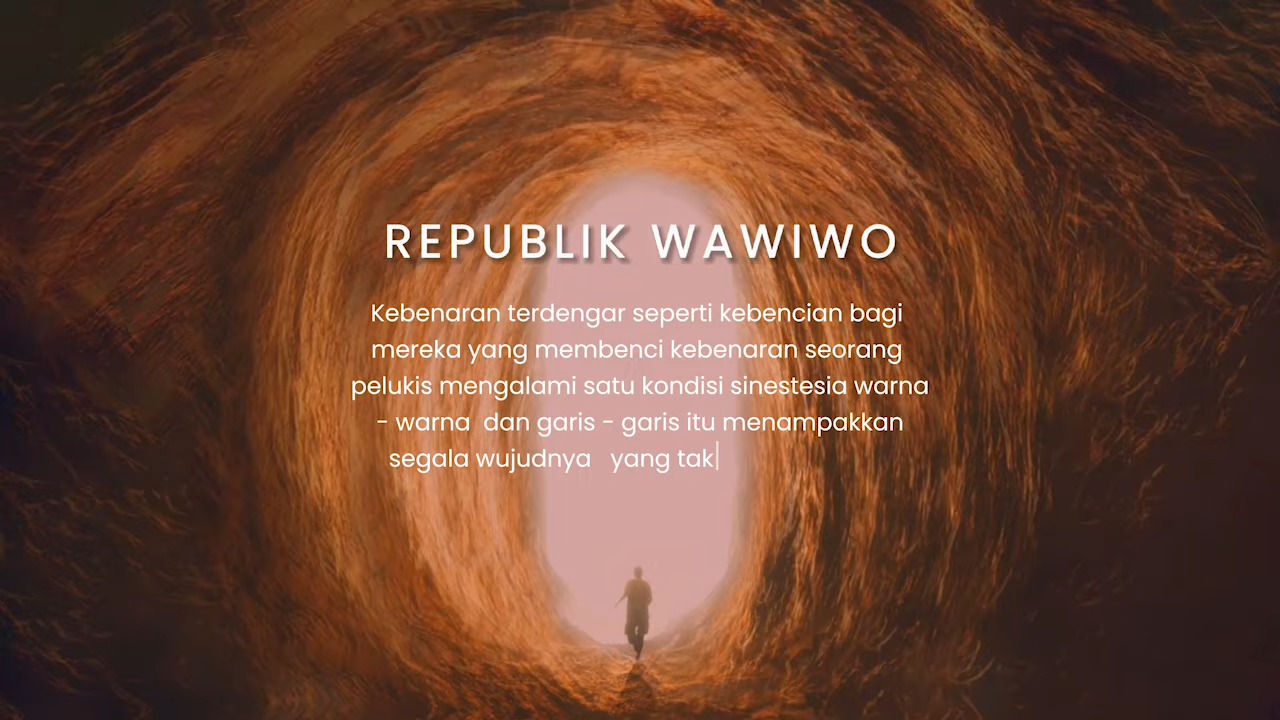 REPUBLIK WAWIWO
Kebenaran terdengar seperti kebencian bagi
mereka yang membenci kebenaran seorang
pelukis mengalami satu kondisi sinestesia warna
- warna  dan garis - garis itu menampakkan
segala wujudnya   yang tak